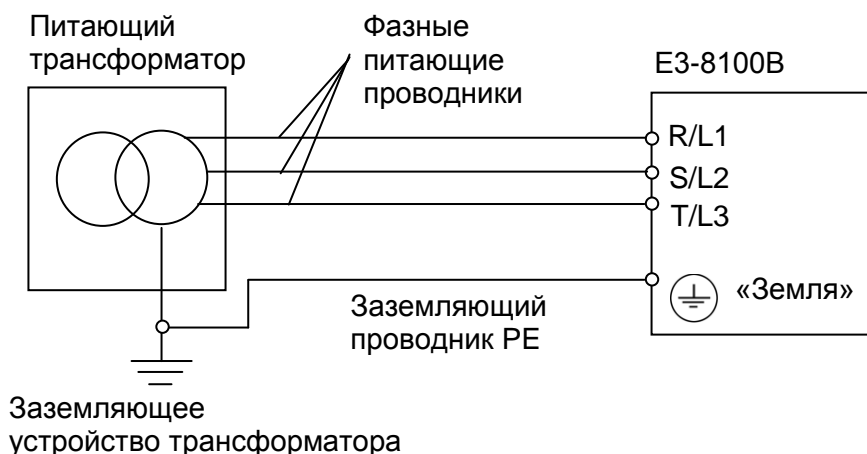 Питающий
трансформатор
Фазные
питающие
проводники
E3-8100B
R/L1
S/L2
T/L3
«Земля»
Заземляющий
проводник PE
Заземляющее
устройство трансформатора